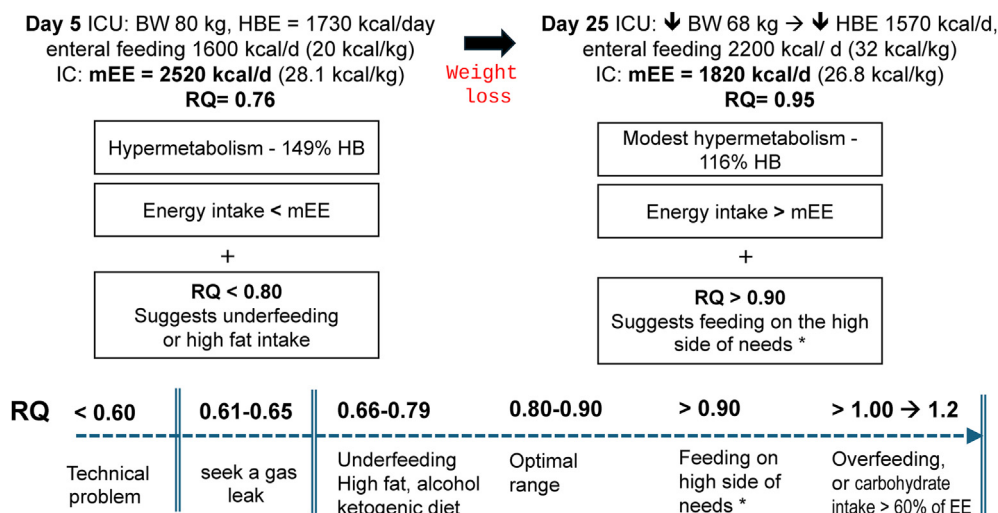 Day 5 ICU: BW 80 kg, HBE = 1730 kcal/day
enteral feeding 1600 kcal/d (20 kcal/kg)
IC: mEE = 2520 kcal/d (28.1 kcal/kg)
RQ= 0.76
Hypermetabolism - 149% HB
Energy intake < mEE
+
RQ < 0.80
Suggests underfeeding
or high fat intake
Weight
loss
Day 25 ICU: 🡻 BW 68 kg → 🡻 HBE 1570 kcal/d,
enteral feeding 2200 kcal/ d (32 kcal/kg)
IC: mEE = 1820 kcal/d (26.8 kcal/kg)
RQ= 0.95
Modest hypermetabolism -
116% HB
Energy intake > mEE
+
RQ > 0.90
Suggests feeding on the high
side of needs *
RQ < 0.60 0.61-0.65 0.66-0.79 0.80-0.90 > 0.90 > 1.00 → 1.2
Technical
problem
seek a gas
leak
Underfeeding
High fat, alcohol
ketogenic diet
Optimal
range
Feeding on
high side of
needs *
Overfeeding,
or carbohydrate
intake > 60% of EE